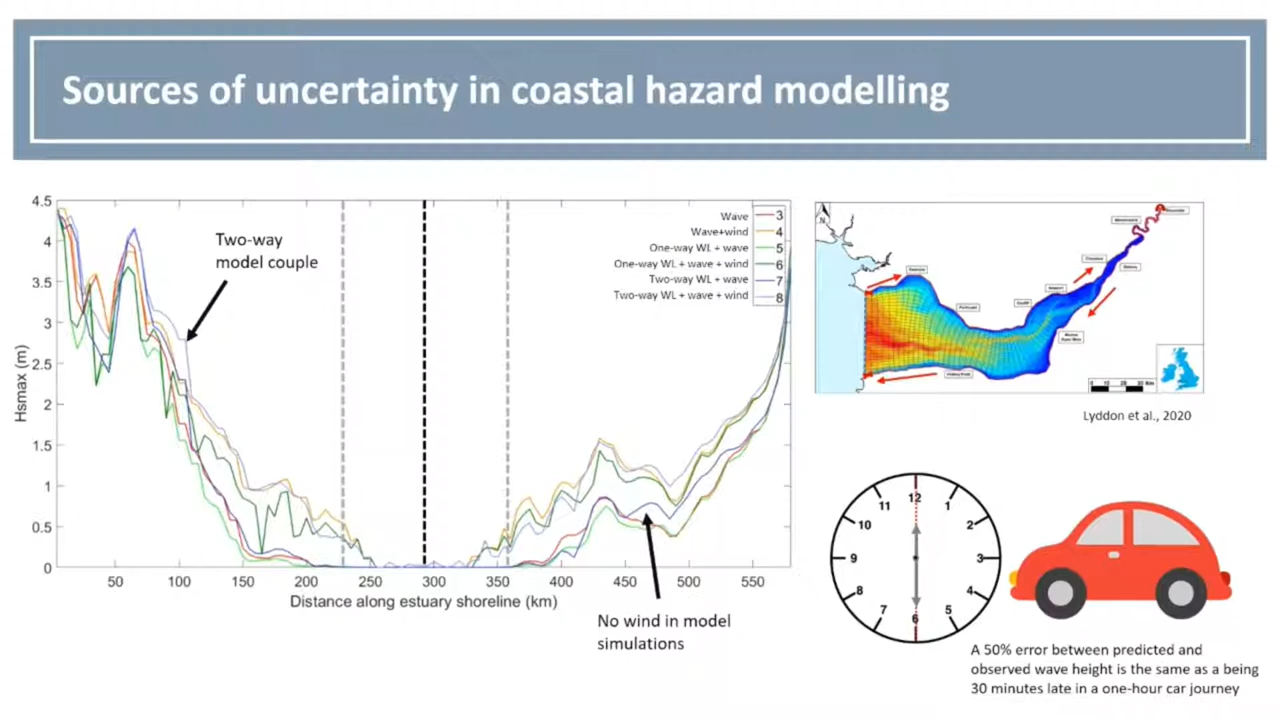 Sources of uncertainty in coastal hazard modelling
4.5
4
3.5
3
2.5
2
1.5
1
0.5
0
Hsmax (m)
50
100
150
200
250
300
350
400
450
500
550
Distance along estuary shoreline (km)
Two-way
model couple
Wave 3
Wave+wind 4
One-way WL + wave 5
One-way WL + wave + wind 6
Two-way WL + wave 7
Two-way WL + wave + wind 8
No wind in model
simulations
N
Lyddon et al., 2020
12
1
2
3
4
5
6
7
8
9
10
11
A 50% error between predicted and
observed wave height is the same as a being
30 minutes late in a one-hour car journey